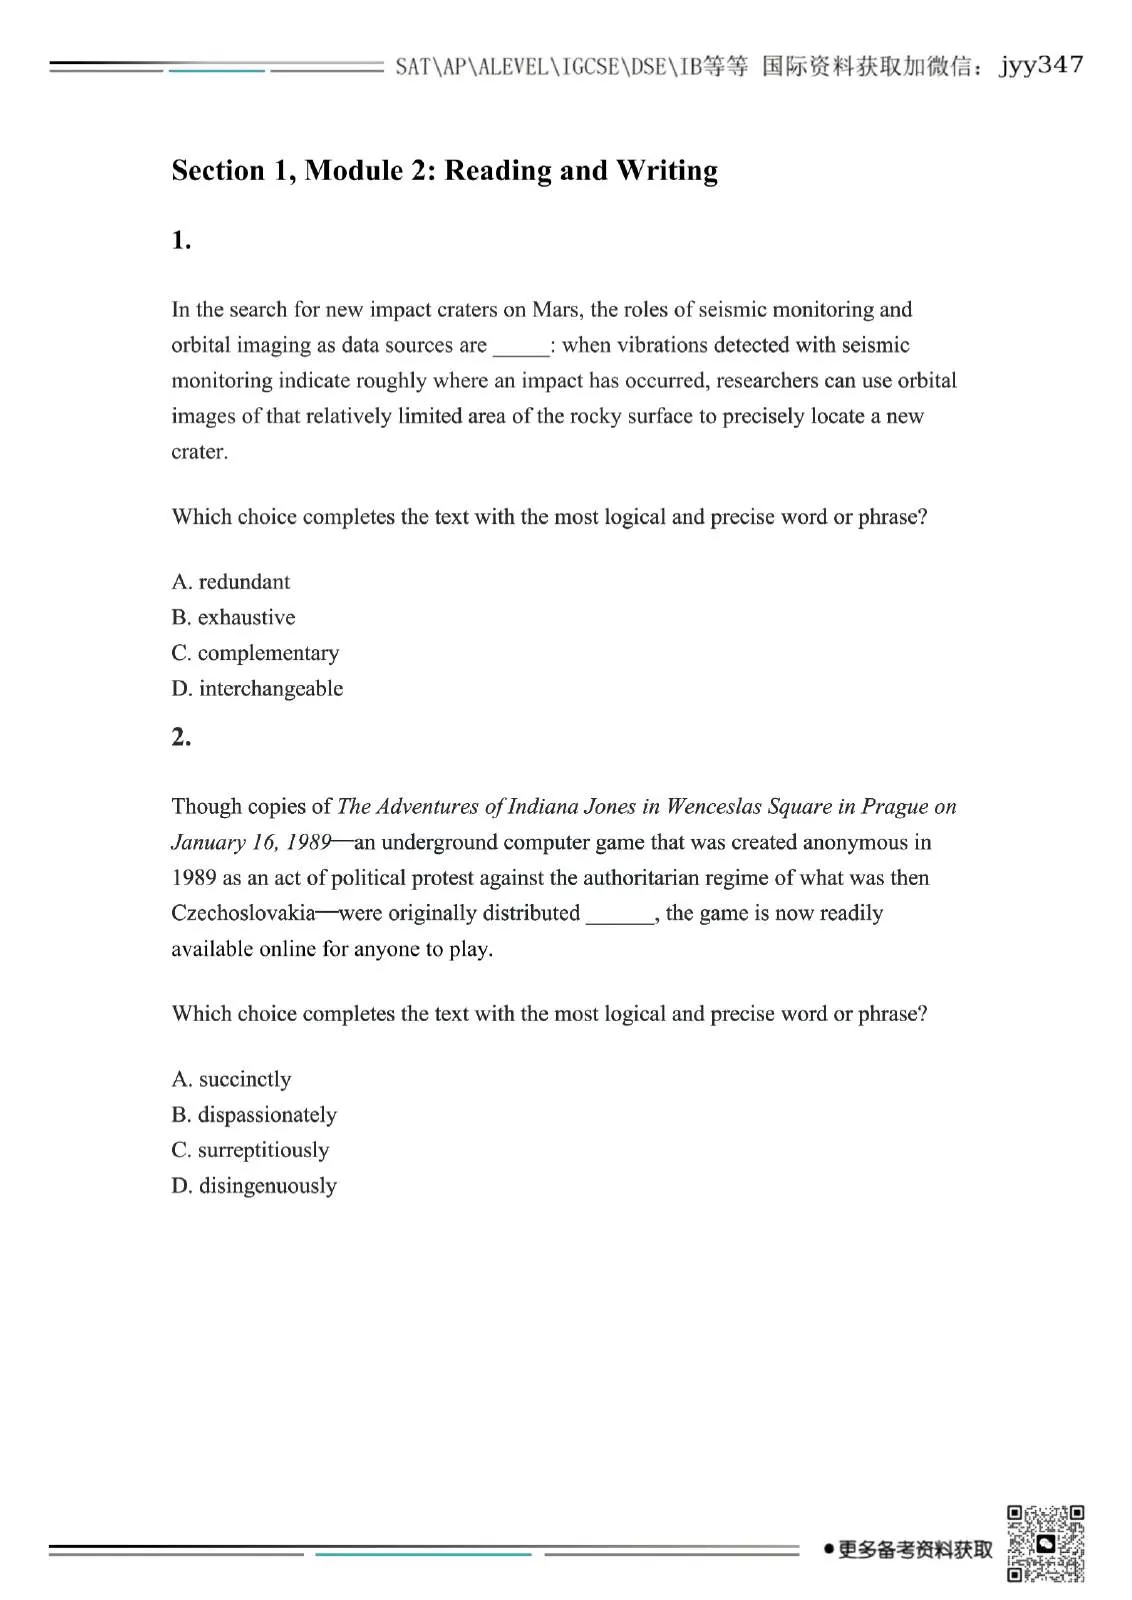 SAT\AP\ALEVEL\IGCSE\DSE\IB等等 国际资料获取加微信: jyy347
Section 1, Module 2: Reading and Writing
1.
In the search for new impact craters on Mars, the roles of seismic monitoring and
orbital imaging as data sources are _____: when vibrations detected with seismic
monitoring indicate roughly where an impact has occurred, researchers can use orbital
images of that relatively limited area of the rocky surface to precisely locate a new
crater.
Which choice completes the text with the most logical and precise word or phrase?
A. redundant
B. exhaustive
C. complementary
D. interchangeable
2.
Though copies of The Adventures of Indiana Jones in Wenceslas Square in Prague on
January 16, 1989—an underground computer game that was created anonymous in
1989 as an act of political protest against the authoritarian regime of what was then
Czechoslovakia—were originally distributed ______, the game is now readily
available online for anyone to play.
Which choice completes the text with the most logical and precise word or phrase?
A. succinctly
B. dispassionately
C. surreptitiously
D. disingenuously
●更多备考资料获取